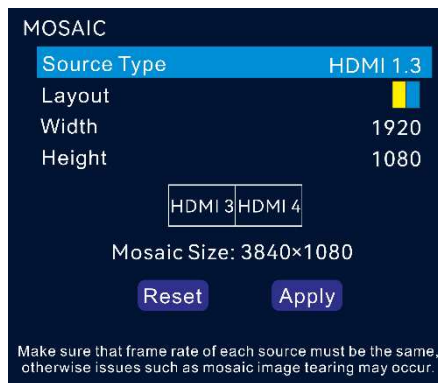 MOSAIC
Source Type HDMI 1.3
Layout
Width 1920
Height 1080
HDMI 3 HDMI 4
Mosaic Size: 3840×1080
Reset Apply
Make sure that frame rate of each source must be the same,
otherwise issues such as mosaic image tearing may occur.